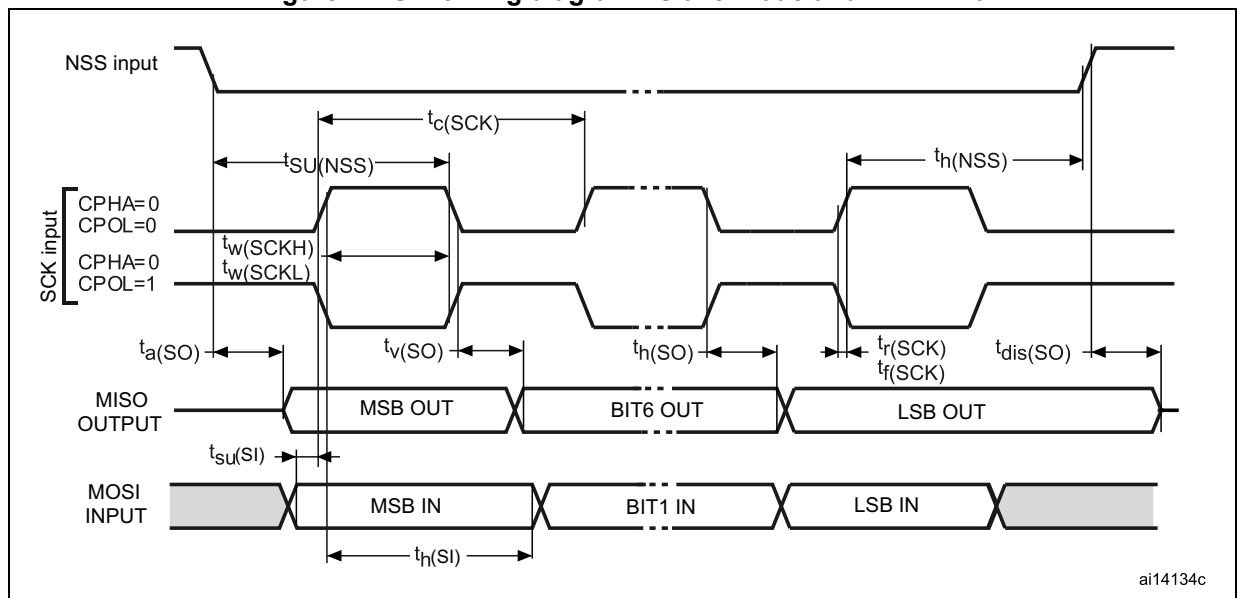 NSS input
tc(SCK)
tSU(NSS)
th(NSS)
SCK input
CPHA=0
CPOL=0
tw(SCKH)
CPHA=0
tw(SCKL)
CPOL=1
ta(SO)
tv(SO)
th(SO)
tr(SCK)
tf(SCK)
tdis(SO)
MISO
OUTPUT
MSB OUT
BIT6 OUT
LSB OUT
tsu(SI)
MOSI
INPUT
MSB IN
BIT1 IN
LSB IN
th(SI)
ai14134c